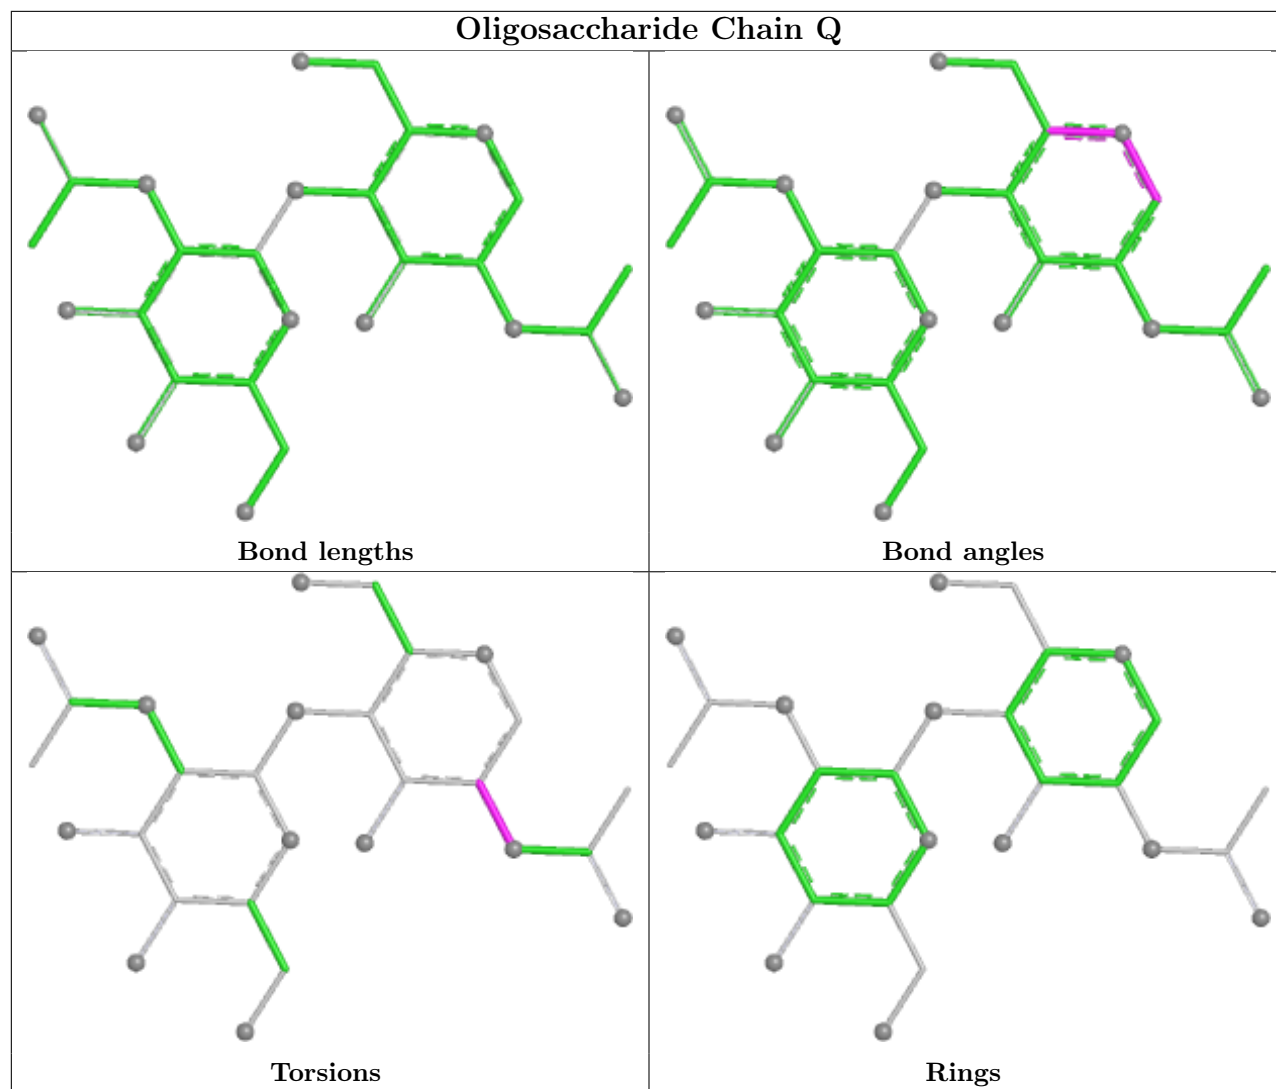 Oligosaccharide Chain Q
Bond lengths
Bond angles
Torsions
Rings